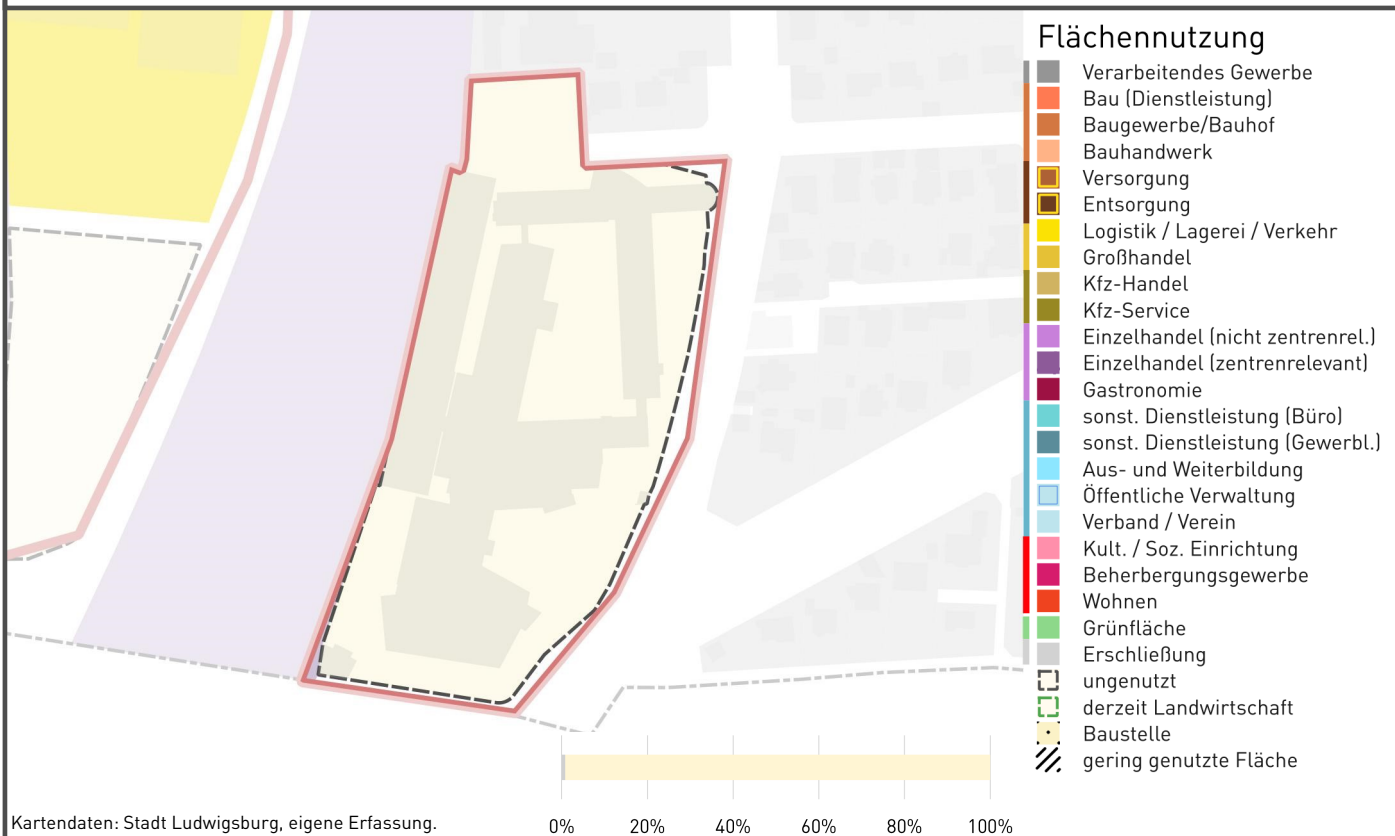 Flächennutzung
Verarbeitendes Gewerbe
Bau (Dienstleistung)
Baugewerbe/Bauhof
Bauhandwerk
Versorgung
Entsorgung
Logistik / Lagerei / Verkehr
Großhandel
Kfz-Handel
Kfz-Service
Einzelhandel (nicht zentrenrel.)
Einzelhandel (zentrenrelevant)
Gastronomie
sonst. Dienstleistung (Büro)
sonst. Dienstleistung (Gewerbl.)
Aus- und Weiterbildung
Öffentliche Verwaltung
Verband / Verein
Kult. / Soz. Einrichtung
Beherbergungsgewerbe
Wohnen
Grünfläche
Erschließung
ungenutzt
derzeit Landwirtschaft
Baustelle
gering genutzte Fläche
Kartendaten: Stadt Ludwigsburg, eigene Erfassung.
0% 20% 40% 60% 80% 100%